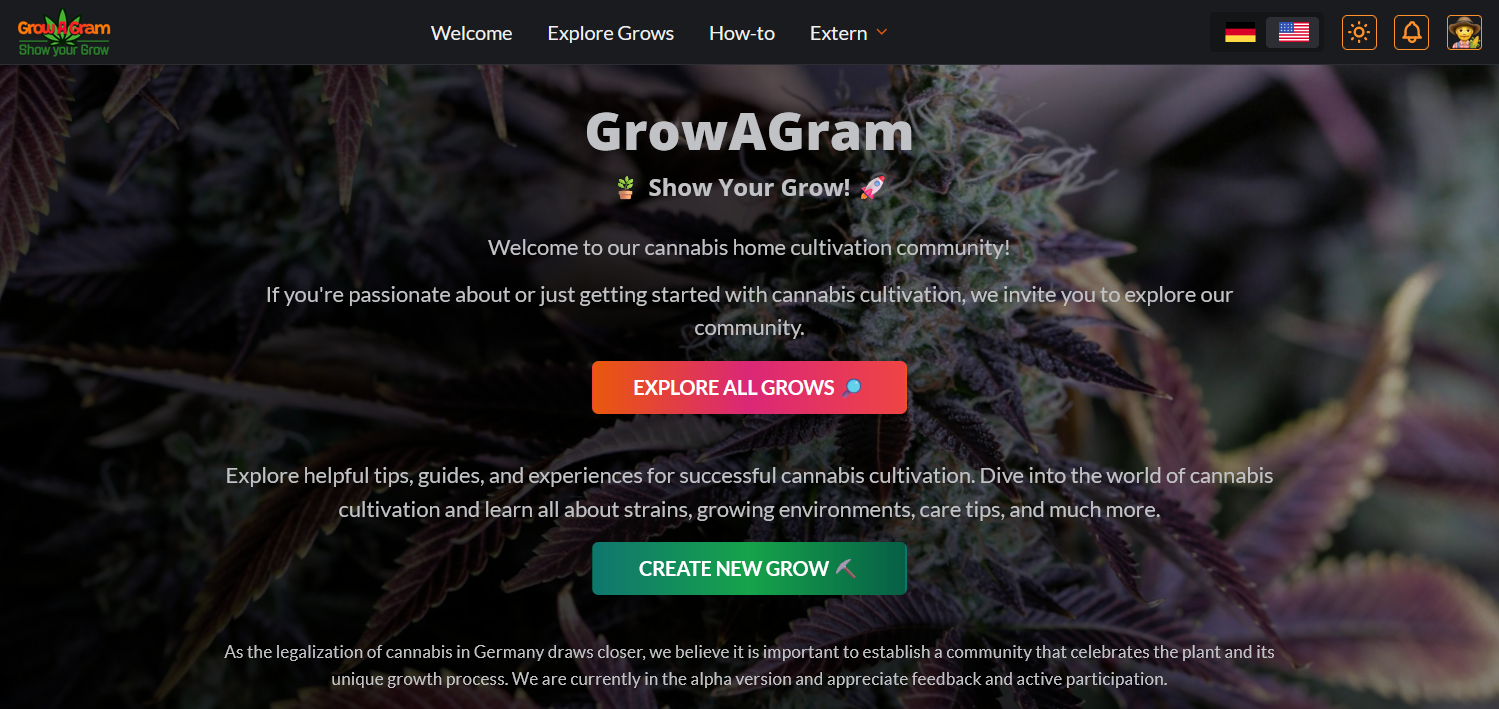 GrowAGram
Show your Grow
Welcome
Explore Grows
How-to
Extern
GrowAGram
🪴 Show Your Grow! 🚀
Welcome to our cannabis home cultivation community!
If you're passionate about or just getting started with cannabis cultivation, we invite you to explore our
community.
EXPLORE ALL GROWS 🔎
Explore helpful tips, guides, and experiences for successful cannabis cultivation. Dive into the world of cannabis
cultivation and learn all about strains, growing environments, care tips, and much more.
CREATE NEW GROW ⛏️
As the legalization of cannabis in Germany draws closer, we believe it is important to establish a community that celebrates the plant and its
unique growth process. We are currently in the alpha version and appreciate feedback and active participation.